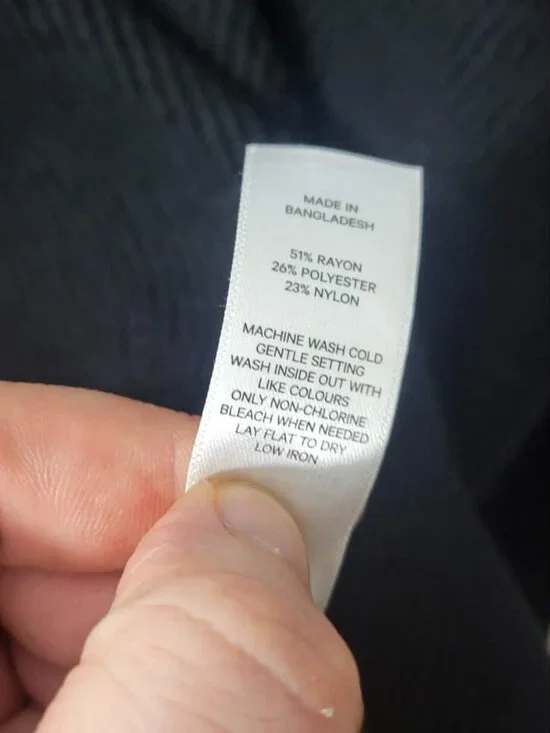 MADE IN
BANGLADESH
51% RAYON
26% POLYESTER
23% NYLON
MACHINE WASH COLD
GENTLE SETTING
WASH INSIDE OUT WITH
LIKE COLOURS
ONLY NON-CHLORINE
BLEACH WHEN NEEDED
LAY FLAT TO DRY
LOW IRON